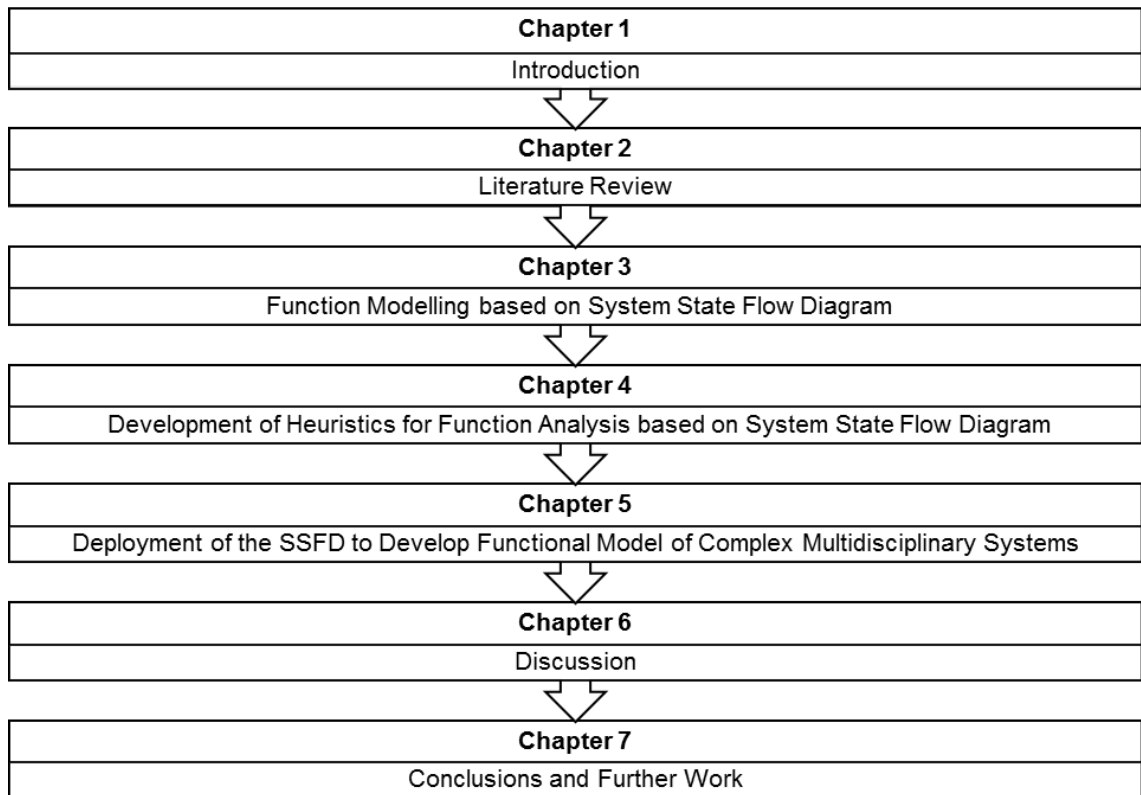 Chapter 1
Introduction
Chapter 2
Literature Review
Chapter 3
Function Modelling based on System State Flow Diagram
Chapter 4
Development of Heuristics for Function Analysis based on System State Flow Diagram
Chapter 5
Deployment of the SSFD to Develop Functional Model of Complex Multidisciplinary Systems
Chapter 6
Discussion
Chapter 7
Conclusions and Further Work